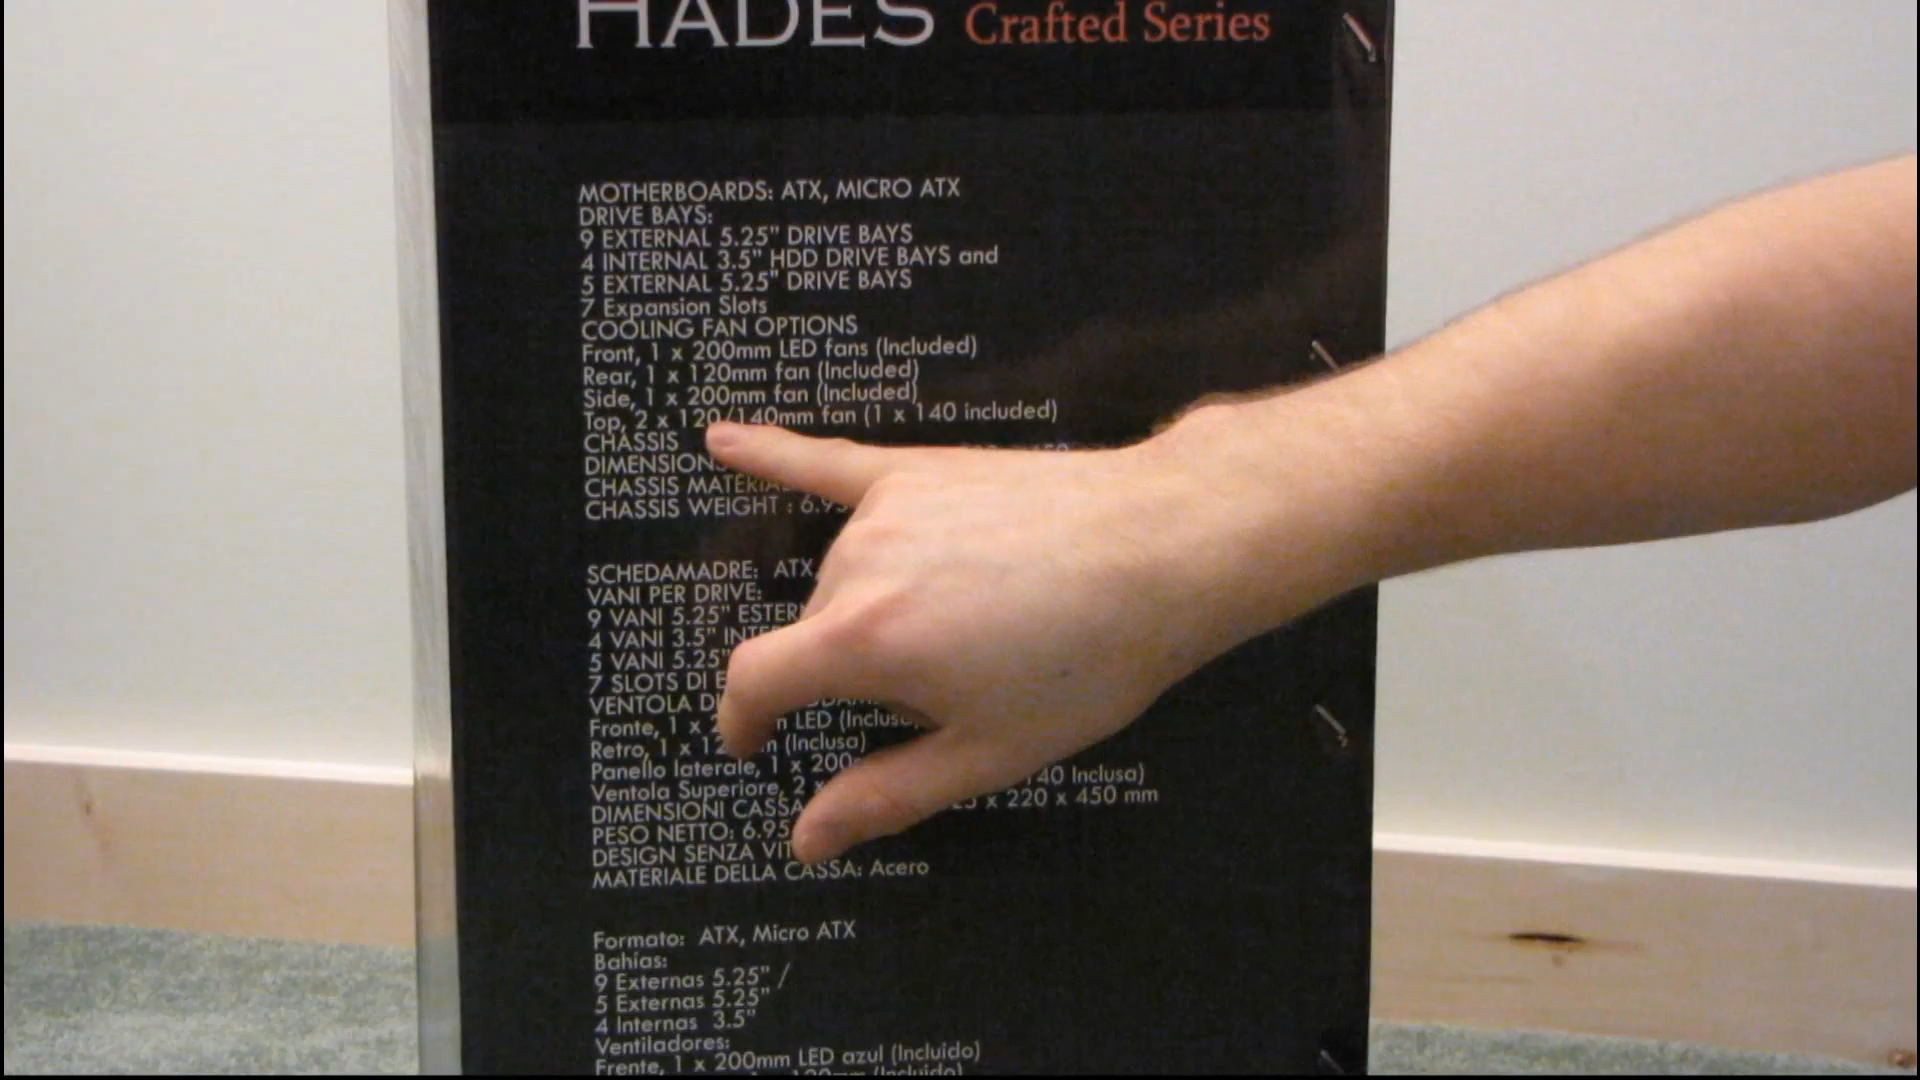 HADES Crafted Series
MOTHERBOARDS: ATX, MICRO ATX
DRIVE BAYS:
9 EXTERNAL 5.25" DRIVE BAYS
4 INTERNAL 3.5" HDD DRIVE BAYS and
5 EXTERNAL 5.25" DRIVE BAYS
7 Expansion Slots
COOLING FAN OPTIONS
Front, 1 x 200mm LED fans (Included)
Rear, 1 x 120mm fan (Included)
Side, 1 x 200mm fan (Included)
Top, 2 x 120/140mm fan (1 x 140 included)
CHASSIS
DIMENSIONS
CHASSIS MATERIAL
CHASSIS WEIGHT : 6.95
SCHEDAMADRE: ATX,
VANI PER DRIVE:
9 VANI 5.25"
4 VANI 3.5"
5 VANI 5.25"
7 SLOTS DI
VENTOLA
Fronte, 1 x LED (Inclusa)
Retro, 1 x (Inclusa)
Panello laterale, 1 x 200
Ventola Superiore, 2 x 140 Inclusa)
DIMENSIONI CASSA x 220 x 450 mm
PESO NETTO: 6.95
DESIGN SENZA
MATERIALE DELLA CASSA: Acero
Formato: ATX, Micro ATX
Bahias:
9 Externas 5.25" /
5 Externas 5.25"
4 Internas 3.5"
Ventiladores:
Frente, 1 x 200mm LED azul (Incluido)
120mm (Incluido)